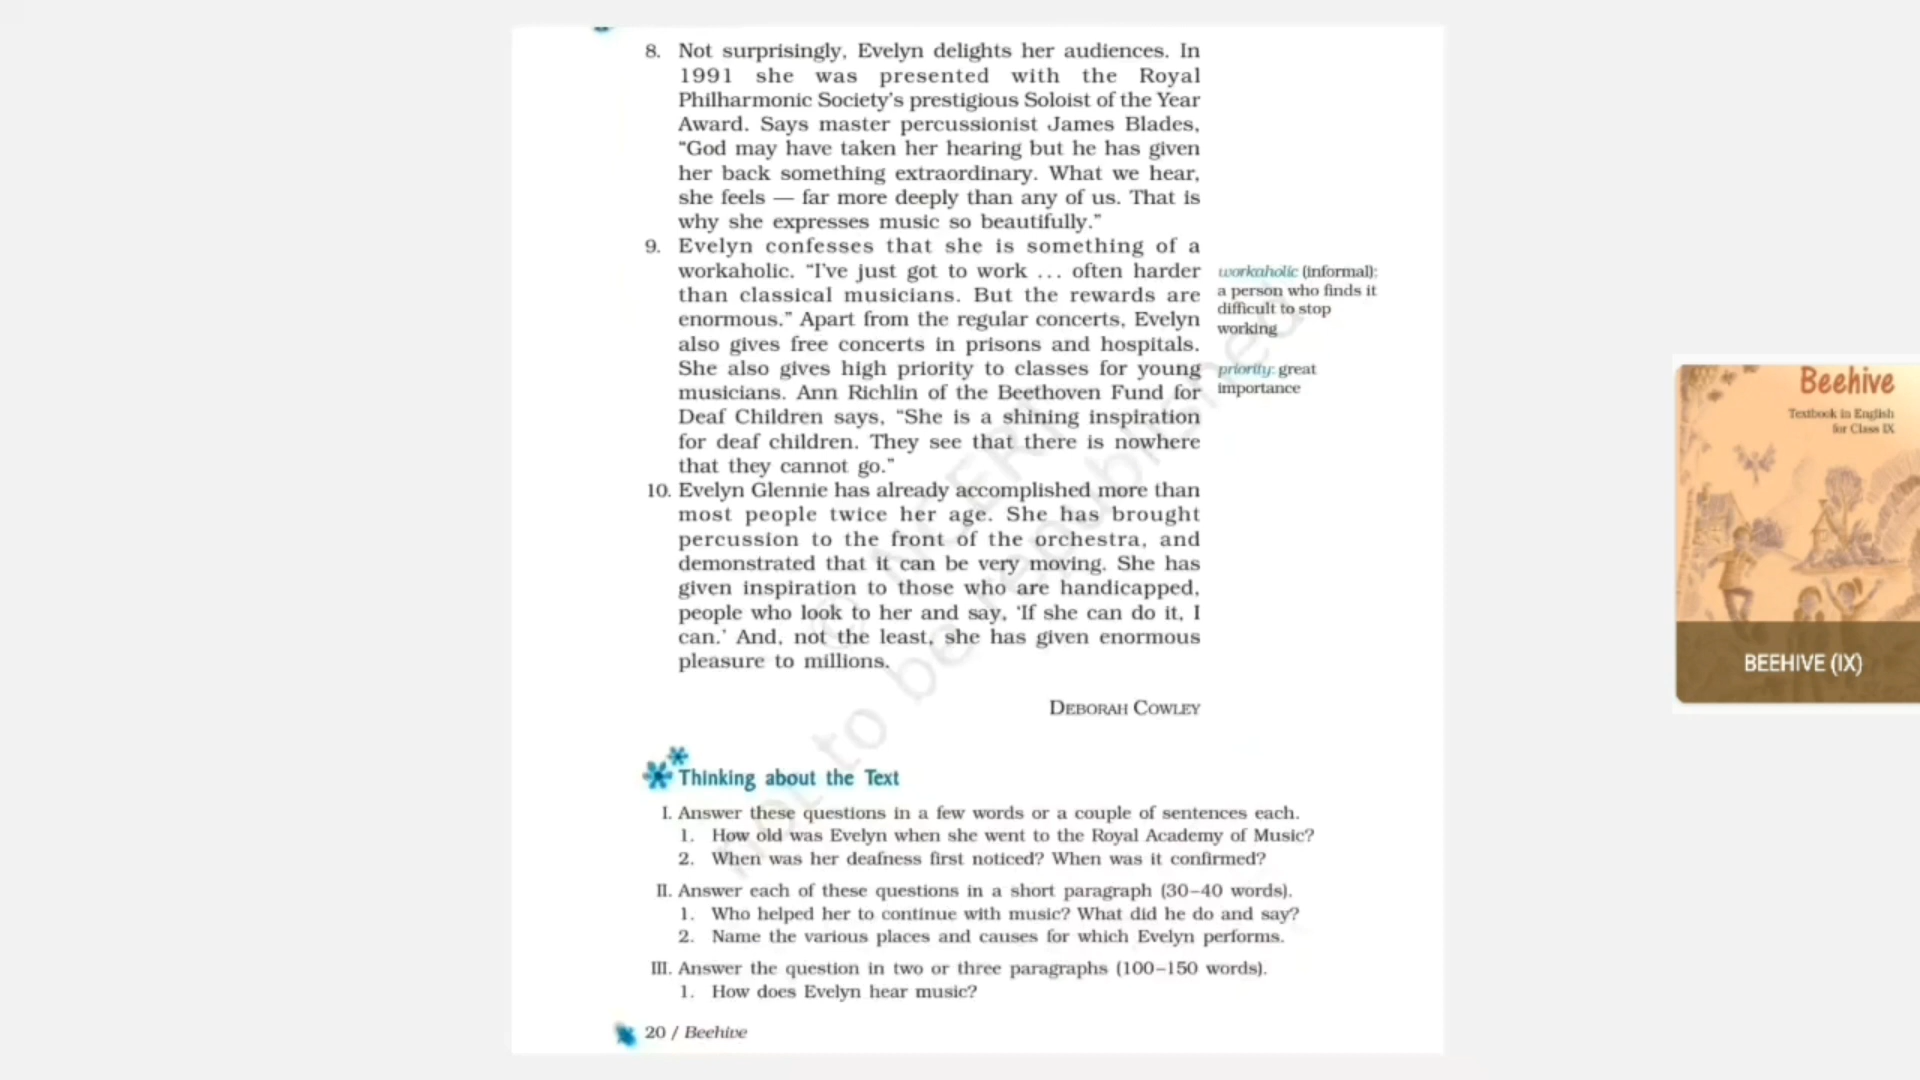 8. Not surprisingly, Evelyn delights her audiences. In
1991 she was presented with the Royal
Philharmonic Society's prestigious Soloist of the Year
Award. Says master percussionist James Blades,
“God may have taken her hearing but he has given
her back something extraordinary. What we hear,
she feels — far more deeply than any of us. That is
why she expresses music so beautifully.”
9. Evelyn confesses that she is something of a
workaholic. “I've just got to work ... often harder
than classical musicians. But the rewards are
enormous.” Apart from the regular concerts, Evelyn
also gives free concerts in prisons and hospitals.
She also gives high priority to classes for young
musicians. Ann Richlin of the Beethoven Fund for
Deaf Children says, “She is a shining inspiration
for deaf children. They see that there is nowhere
that they cannot go.”
workaholic (informal):
a person who finds it
difficult to stop
working
priority: great
importance
10. Evelyn Glennie has already accomplished more than
most people twice her age. She has brought
percussion to the front of the orchestra, and
demonstrated that it can be very moving. She has
given inspiration to those who are handicapped,
people who look to her and say, ‘If she can do it, I
can.’ And, not the least, she has given enormous
pleasure to millions.
DEBORAH COWLEY
Thinking about the Text
I. Answer these questions in a few words or a couple of sentences each.
1. How old was Evelyn when she went to the Royal Academy of Music?
2. When was her deafness first noticed? When was it confirmed?
II. Answer each of these questions in a short paragraph (30–40 words).
1. Who helped her to continue with music? What did he do and say?
2. Name the various places and causes for which Evelyn performs.
III. Answer the question in two or three paragraphs (100–150 words).
1. How does Evelyn hear music?
20 / Beehive
© NCERT
not to be republished
Beehive
Textbook in English
for Class IX
BEEHIVE (IX)